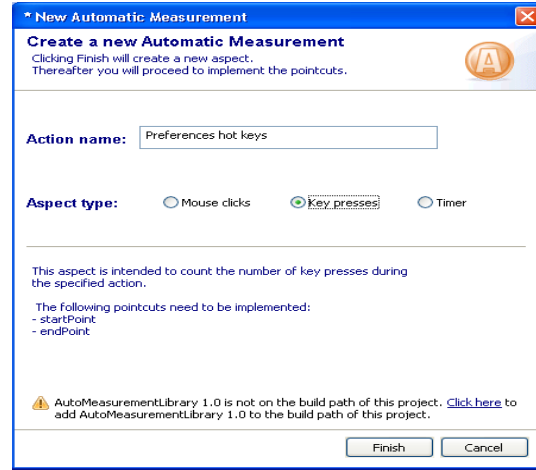 * New Automatic Measurement
Create a new Automatic Measurement
Clicking Finish will create a new aspect.
Thereafter you will proceed to implement the pointcuts.
A
Action name: Preferences hot keys
Aspect type: Mouse clicks Key presses Timer
This aspect is intended to count the number of key presses during
the specified action.
The following pointcuts need to be implemented:
- startPoint
- endPoint
AutoMeasurementLibrary 1.0 is not on the build path of this project. Click here to
add AutoMeasurementLibrary 1.0 to the build path of this project.
Finish Cancel